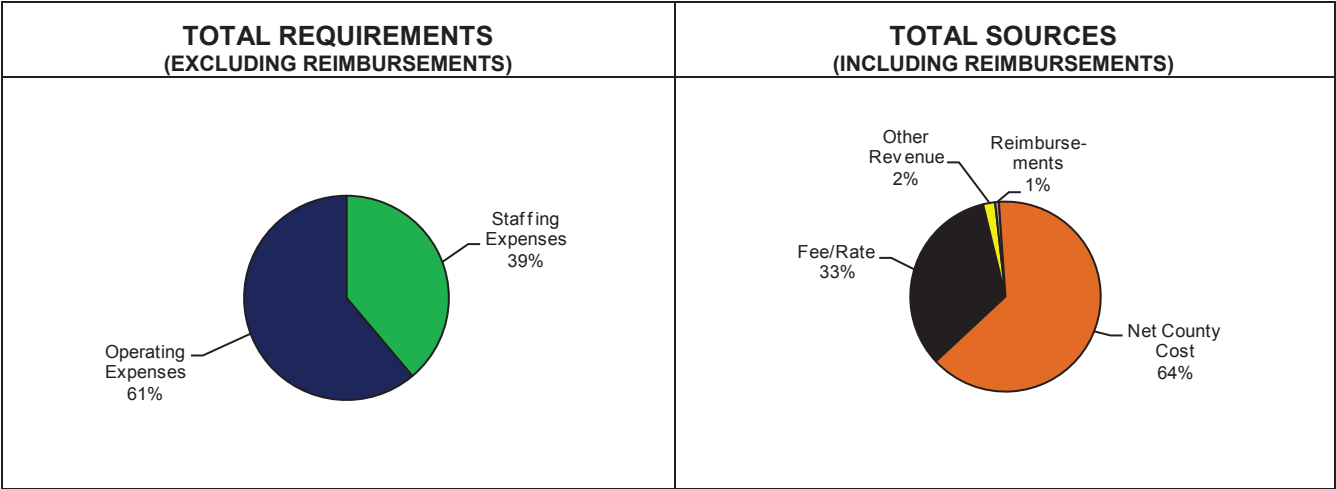 TOTAL REQUIREMENTS
(EXCLUDING REIMBURSEMENTS)
Staffing
Expenses
39%
Operating
Expenses
61%
TOTAL SOURCES
(INCLUDING REIMBURSEMENTS)
Other
Revenue
2%
Reimburse-
ments
1%
Fee/Rate
33%
Net County
Cost
64%